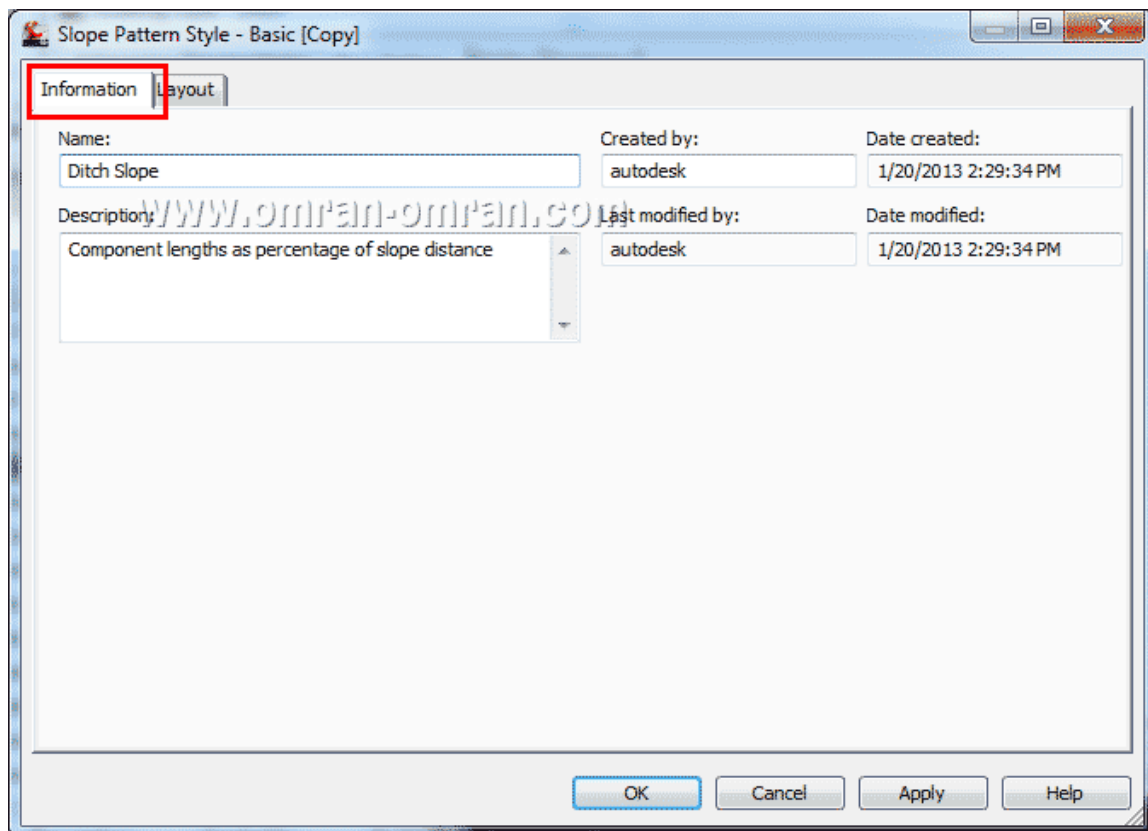 Slope Pattern Style - Basic [Copy]
Information Layout
Name: Created by: Date created:
Ditch Slope autodesk 1/20/2013 2:29:34 PM
Description: Last modified by: Date modified:
www.omran-omran.com
Component lengths as percentage of slope distance autodesk 1/20/2013 2:29:34 PM
OK Cancel Apply Help